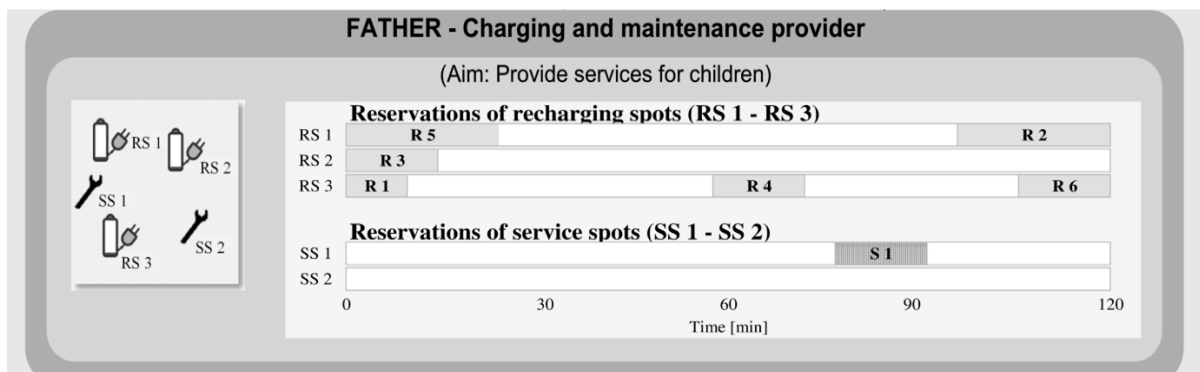 FATHER - Charging and maintenance provider
(Aim: Provide services for children)
RS 1
RS 2
SS 1
SS 2
RS 3
Reservations of recharging spots (RS 1 - RS 3)
RS 1 R 5 R 2
RS 2 R 3
RS 3 R 1 R 4 R 6
Reservations of service spots (SS 1 - SS 2)
SS 1 S 1
SS 2
0 30 60 90 120
Time [min]